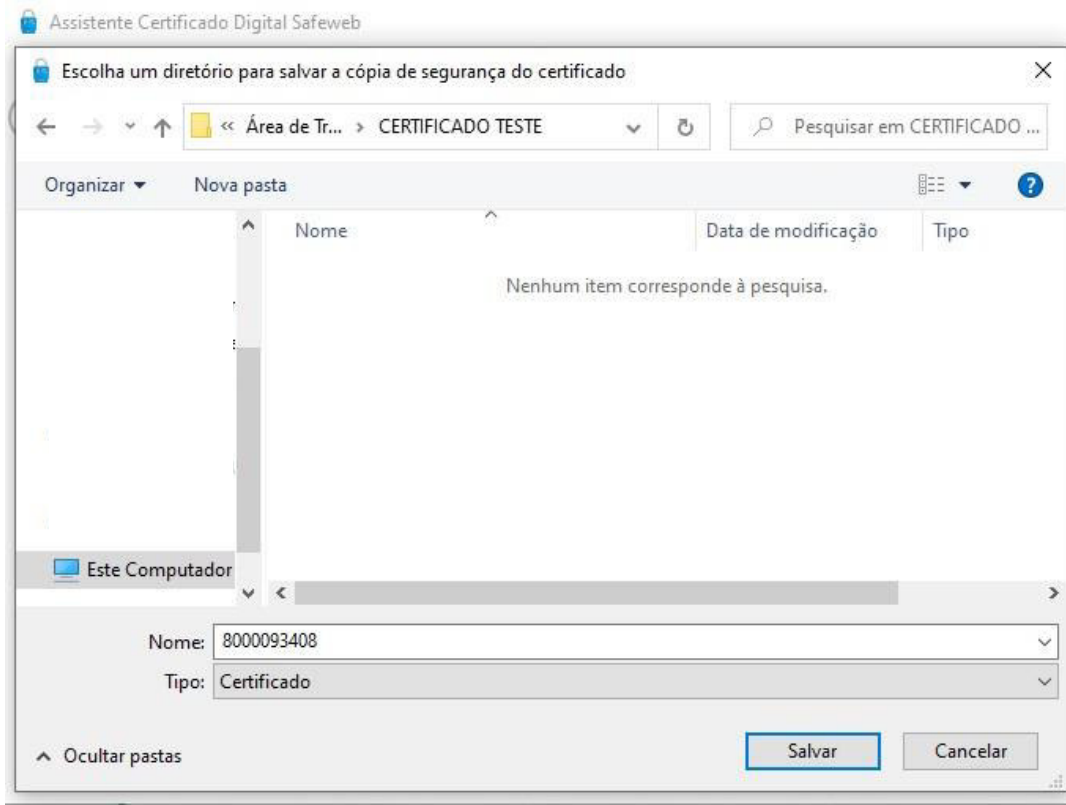 Assistente Certificado Digital Safeweb
Escolha um diretório para salvar a cópia de segurança do certificado
« Área de Tr... > CERTIFICADO TESTE
Pesquisar em CERTIFICADO ...
Organizar
Nova pasta
Nome
Data de modificação
Tipo
Nenhum item corresponde à pesquisa.
Este Computador
Nome: 8000093408
Tipo: Certificado
Ocultar pastas
Salvar
Cancelar